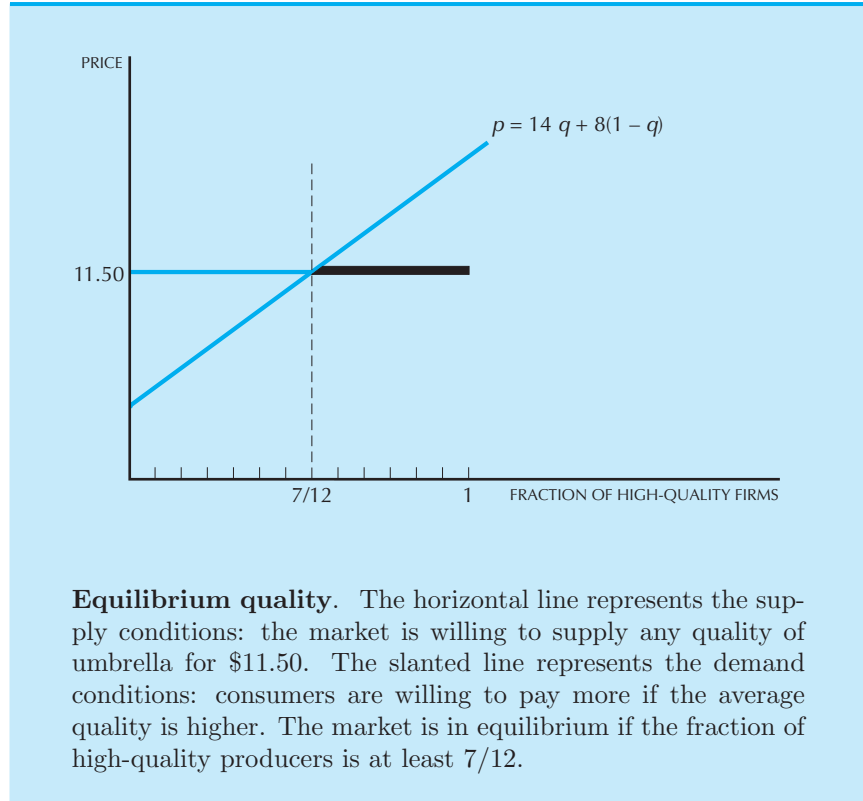 PRICE
p = 14 q + 8(1 – q)
11.50
7/12
1
FRACTION OF HIGH-QUALITY FIRMS
Equilibrium quality. The horizontal line represents the sup-
ply conditions: the market is willing to supply any quality of
umbrella for $11.50. The slanted line represents the demand
conditions: consumers are willing to pay more if the average
quality is higher. The market is in equilibrium if the fraction of
high-quality producers is at least 7/12.